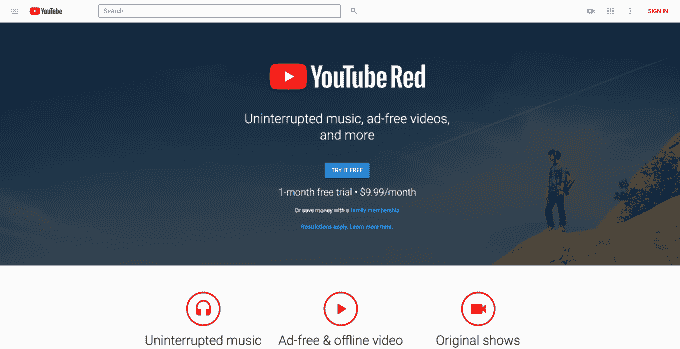 YouTube
Search
SIGN IN
YouTube Red
Uninterrupted music, ad-free videos,
and more
TRY IT FREE
1-month free trial • $9.99/month
Or save money with a family membership
Restrictions apply. Learn more here.
Uninterrupted music
Ad-free & offline video
Original shows